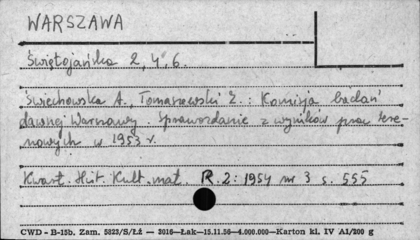 WARSZAWA
Świętojańska 2, 4, 6.
Świechowska A., Tomaszewski Z.: Komisja badań
dawnej Warszawy. Sprawozdanie z wyników prac tere-
nowych w 1953 r.
Kwart. Hist. Kult. mat. R. 2: 1954 nr 3 s. 555
CWD - B-15b. Zam. 5823/S/Łź — 3016—Łak—15.11.56—4.000.000—Karton kl. IV A1/200 g